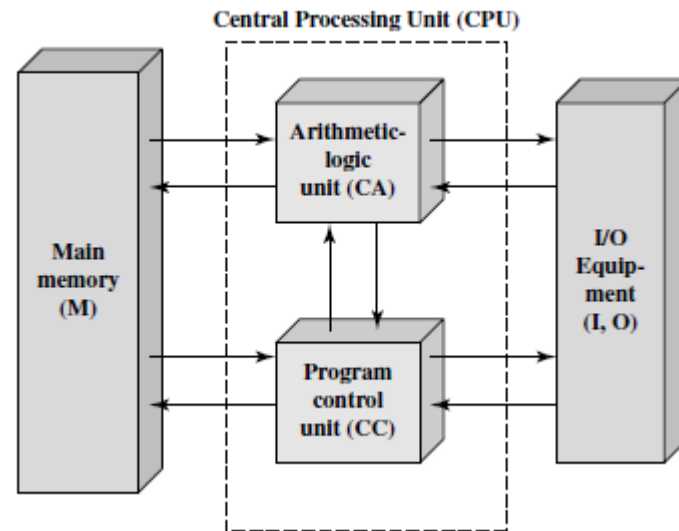 Central Processing Unit (CPU)
Main
memory
(M)
Arithmetic-
logic
unit (CA)
Program
control
unit (CC)
I/O
Equip-
ment
(I, O)